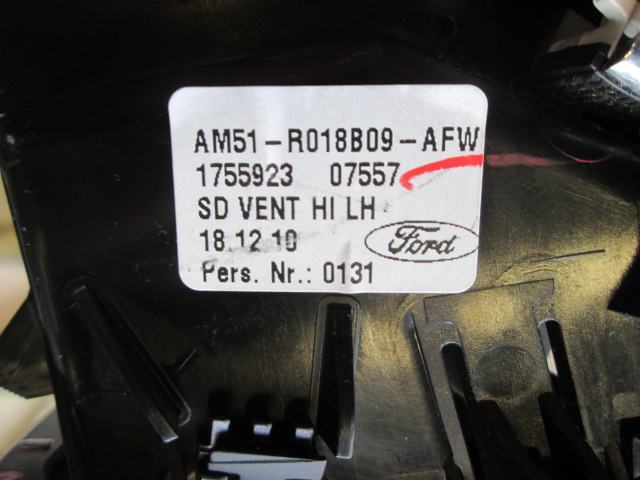 AM51-R018B09-AFW
1755923 07557
SD VENT HI LH
18.12.10 Ford
Pers. Nr.: 0131